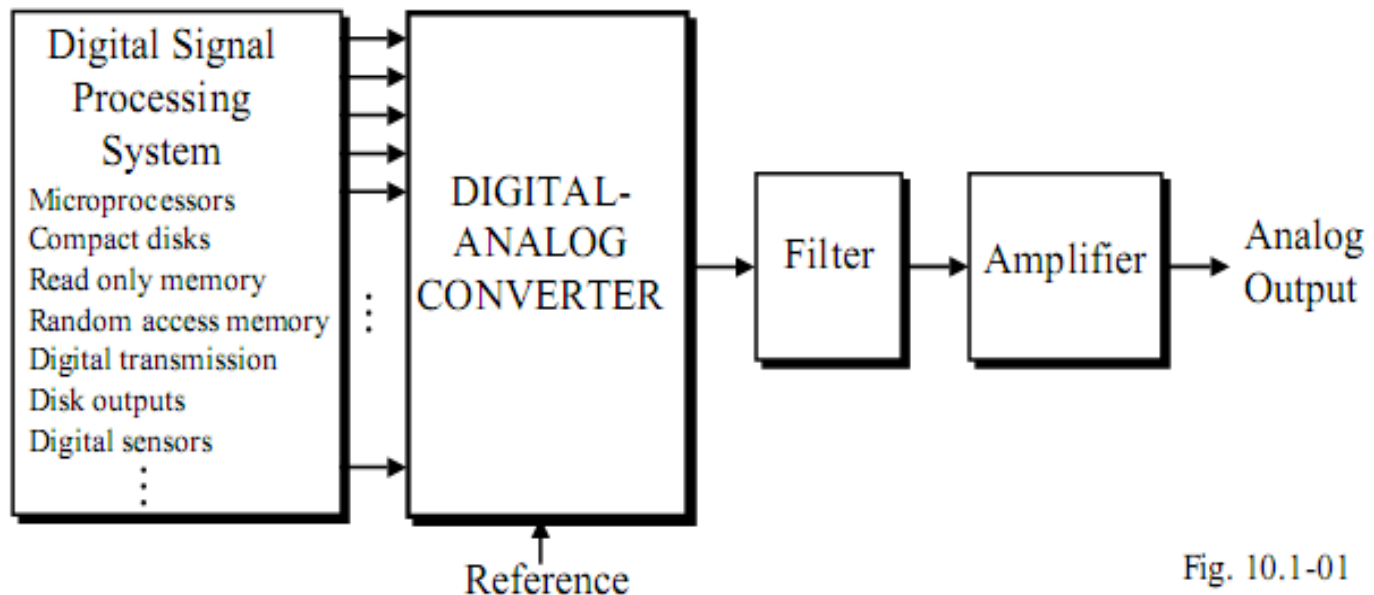 Digital Signal
Processing
System
Microprocessors
Compact disks
Read only memory
Random access memory
Digital transmission
Disk outputs
Digital sensors
DIGITAL-
ANALOG
CONVERTER
Reference
Filter
Amplifier
Analog
Output
Fig. 10.1-01